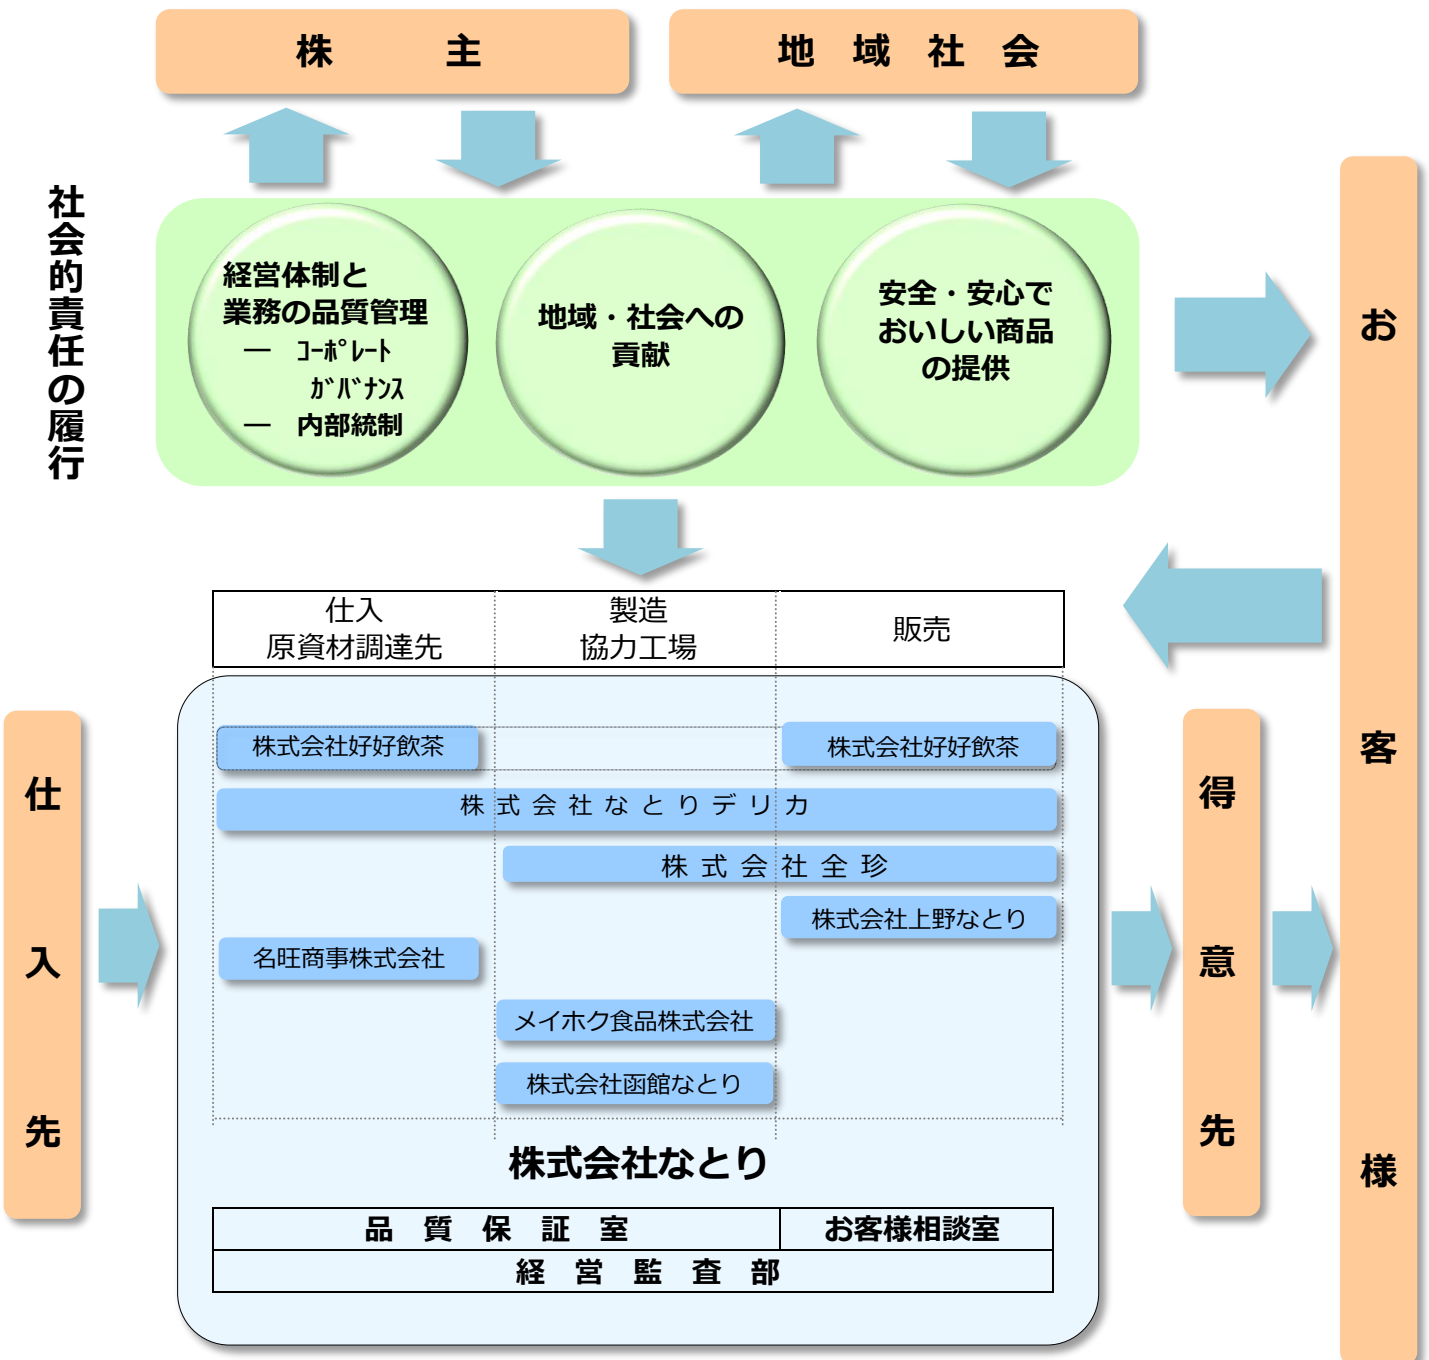 株主
地域社会
社会的責任の履行
経営体制と
業務の品質管理
― ｺｰﾎﾟﾚｰﾄ
ｶﾞﾊﾞﾅﾝｽ
― 内部統制
地域・社会への
貢献
安全・安心で
おいしい商品
の提供
お客様
仕入
原資材調達先
製造
協力工場
販売
仕入先
株式会社好好飲茶
株式会社好好飲茶
株式会社なとりデリカ
株式会社全珍
株式会社上野なとり
名旺商事株式会社
メイホク食品株式会社
株式会社函館なとり
得意先
株式会社なとり
品質保証室
お客様相談室
経営監査部